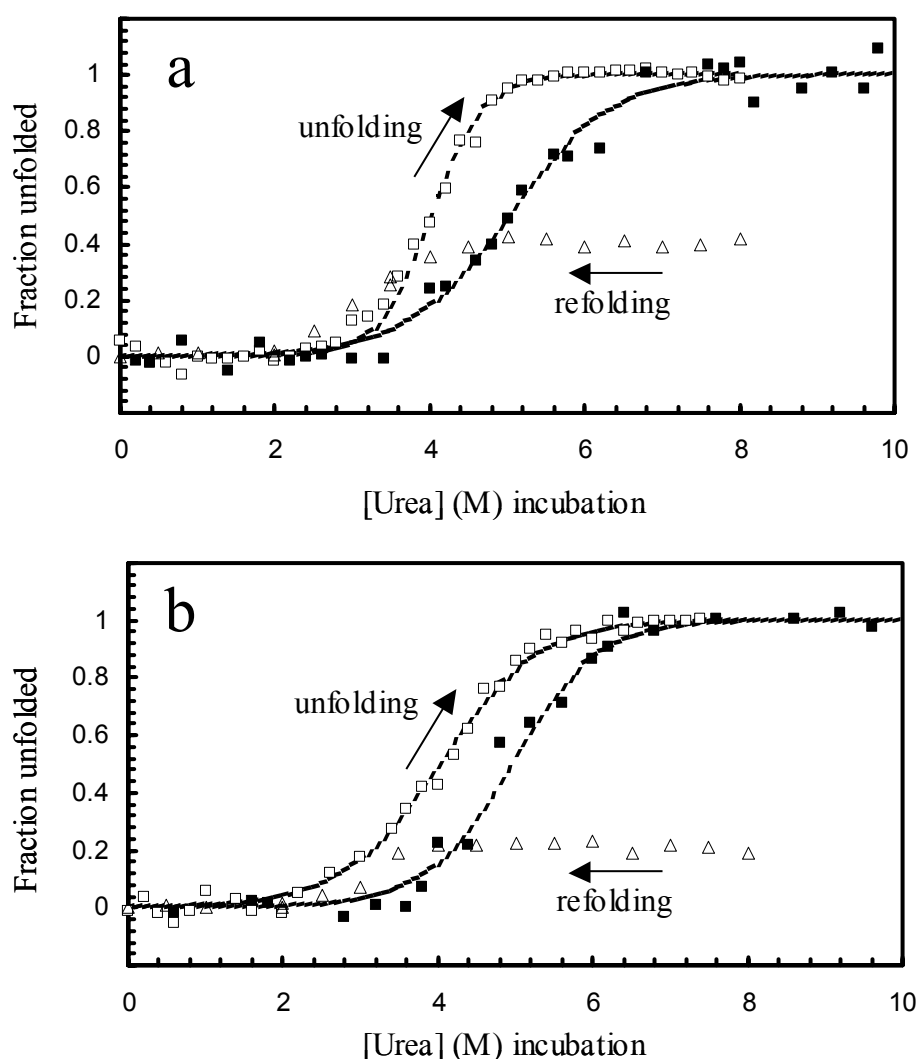 a
1
0.8
0.6
0.4
0.2
0
Fraction unfolded
unfolding
refolding
0 2 4 6 8 10
[Urea] (M) incubation
b
1
0.8
0.6
0.4
0.2
0
Fraction unfolded
unfolding
refolding
0 2 4 6 8 10
[Urea] (M) incubation